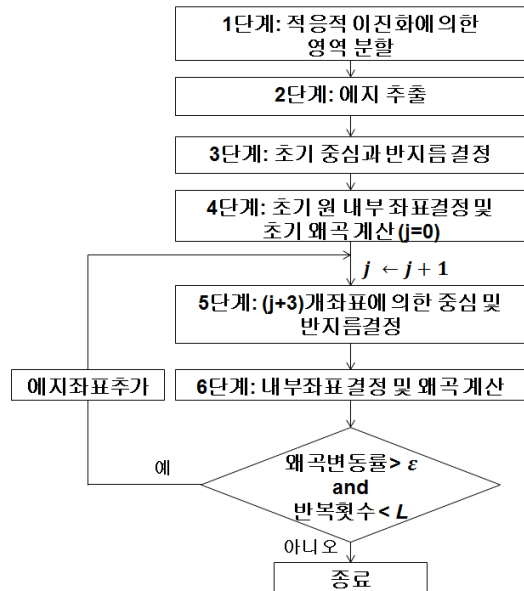 1단계: 적응적 이진화에 의한
영역 분할
2단계: 에지 추출
3단계: 초기 중심과 반지름 결정
4단계: 초기 원 내부 좌표결정 및
초기 왜곡 계산 (j=0)
j ← j + 1
5단계: (j+3)개좌표에 의한 중심 및
반지름결정
에지좌표추가
6단계: 내부좌표 결정 및 왜곡 계산
예
왜곡변동률> ε
and
반복횟수< L
아니오
종료